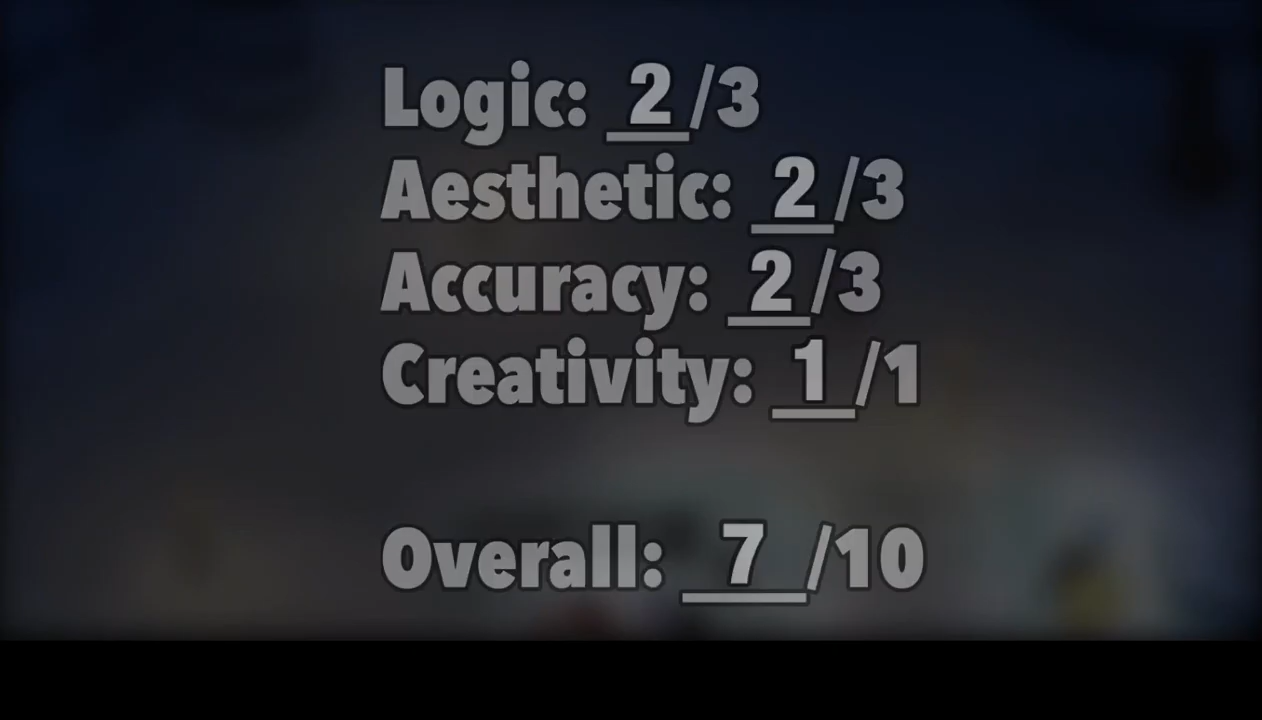 Logic: 2/3
Aesthetic: 2/3
Accuracy: 2/3
Creativity: 1/1
Overall: 7/10